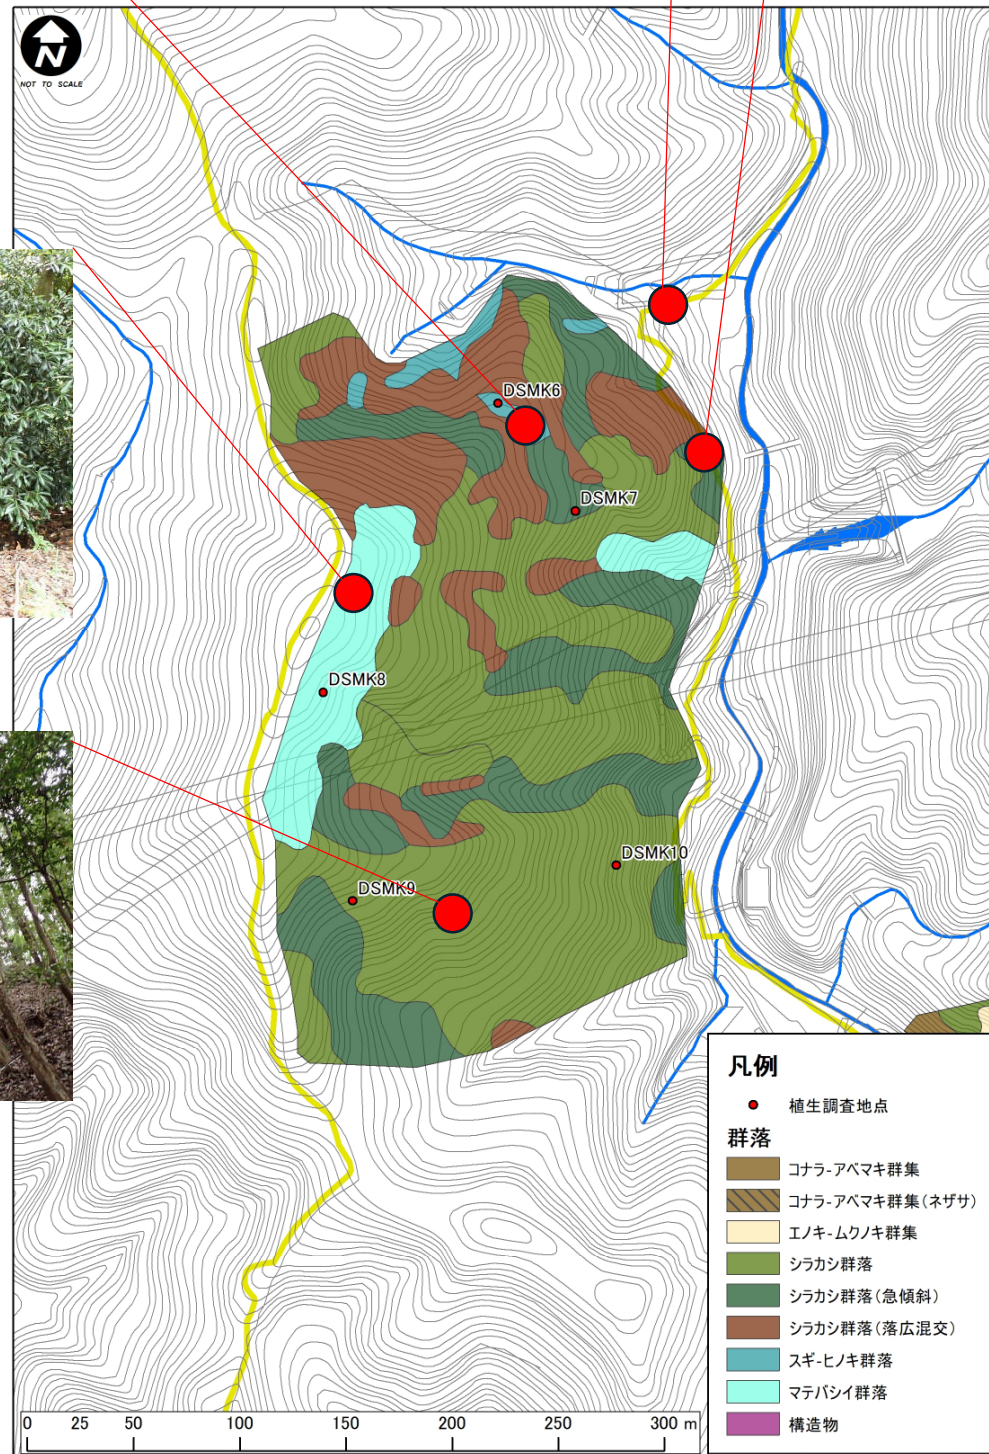 N
NOT TO SCALE
DSMK6
DSMK7
DSMK8
DSMK9
DSMK10
凡例
植生調査地点
群落
コナラ-アベマキ群集
コナラ-アベマキ群集(ネザサ)
エノキ-ムクノキ群集
シラカシ群落
シラカシ群落(急傾斜)
シラカシ群落(落広混交)
スギ-ヒノキ群落
マテバシイ群落
構造物
0 25 50 100 150 200 250 300 m